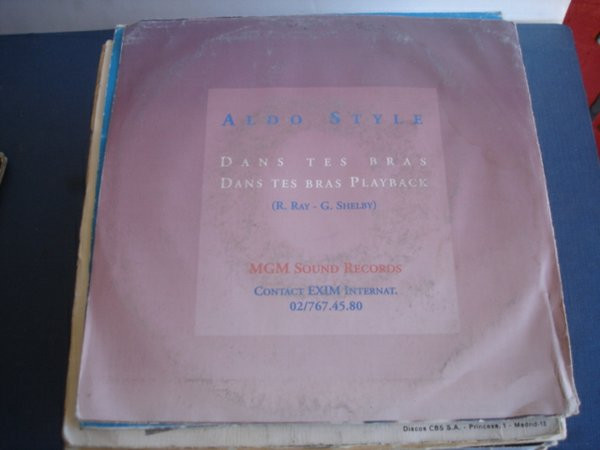 ALDO STYLE
DANS TES BRAS
DANS TES BRAS PLAYBACK
(R. RAY - G. SHELBY)
MGM SOUND RECORDS
CONTACT EXIM INTERNAT.
02/767.45.80
Discos CBS S.A. - Princesa, 1 - Madrid-13